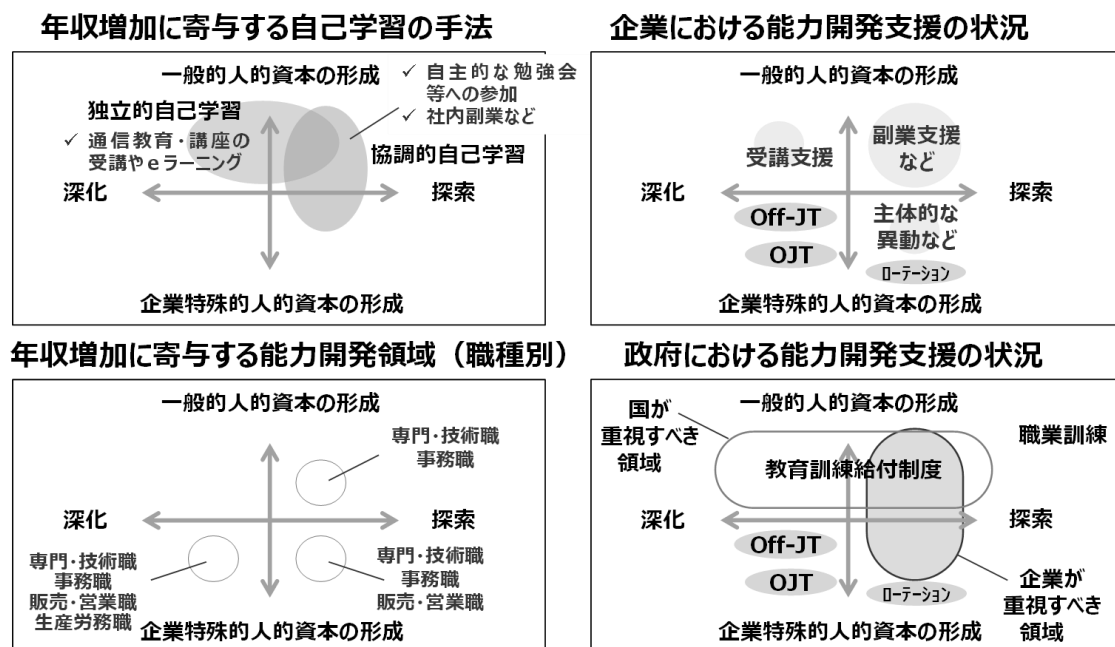 年収増加に寄与する自己学習の手法
一般的人的資本の形成
✓ 自主的な勉強会
等への参加
✓ 社内副業など
独立的自己学習
✓ 通信教育・講座の
受講やeラーニング
協調的自己学習
深化
探索
企業特殊的人的資本の形成
企業における能力開発支援の状況
一般的人的資本の形成
受講支援
副業支援
など
深化
探索
Off-JT
OJT
主体的な
異動など
ローテーション
企業特殊的人的資本の形成
年収増加に寄与する能力開発領域（職種別）
一般的人的資本の形成
専門・技術職
事務職
深化
探索
専門・技術職
事務職
販売・営業職
生産労務職
専門・技術職
事務職
販売・営業職
企業特殊的人的資本の形成
政府における能力開発支援の状況
一般的人的資本の形成
国が
重視すべき
領域
職業訓練
教育訓練給付制度
深化
探索
Off-JT
OJT
ローテーション
企業が
重視すべき
領域
企業特殊的人的資本の形成